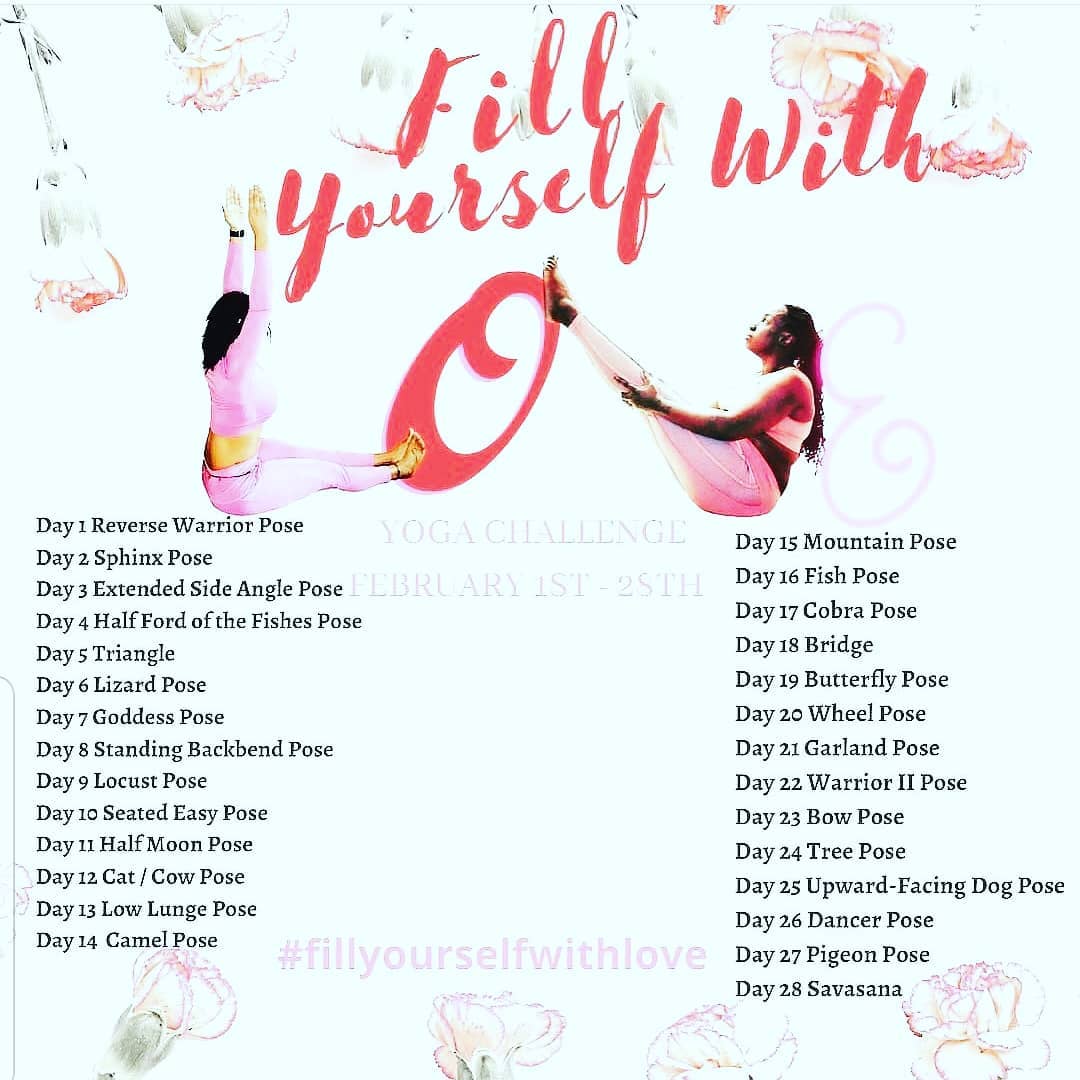 Fill
Yourself With
O E
YOGA CHALLENGE
FEBRUARY 1ST - 28TH
Day 1 Reverse Warrior Pose
Day 2 Sphinx Pose
Day 3 Extended Side Angle Pose
Day 4 Half Ford of the Fishes Pose
Day 5 Triangle
Day 6 Lizard Pose
Day 7 Goddess Pose
Day 8 Standing Backbend Pose
Day 9 Locust Pose
Day 10 Seated Easy Pose
Day 11 Half Moon Pose
Day 12 Cat / Cow Pose
Day 13 Low Lunge Pose
Day 14 Camel Pose
Day 15 Mountain Pose
Day 16 Fish Pose
Day 17 Cobra Pose
Day 18 Bridge
Day 19 Butterfly Pose
Day 20 Wheel Pose
Day 21 Garland Pose
Day 22 Warrior II Pose
Day 23 Bow Pose
Day 24 Tree Pose
Day 25 Upward-Facing Dog Pose
Day 26 Dancer Pose
Day 27 Pigeon Pose
Day 28 Savasana
#fillyourselfwithlove